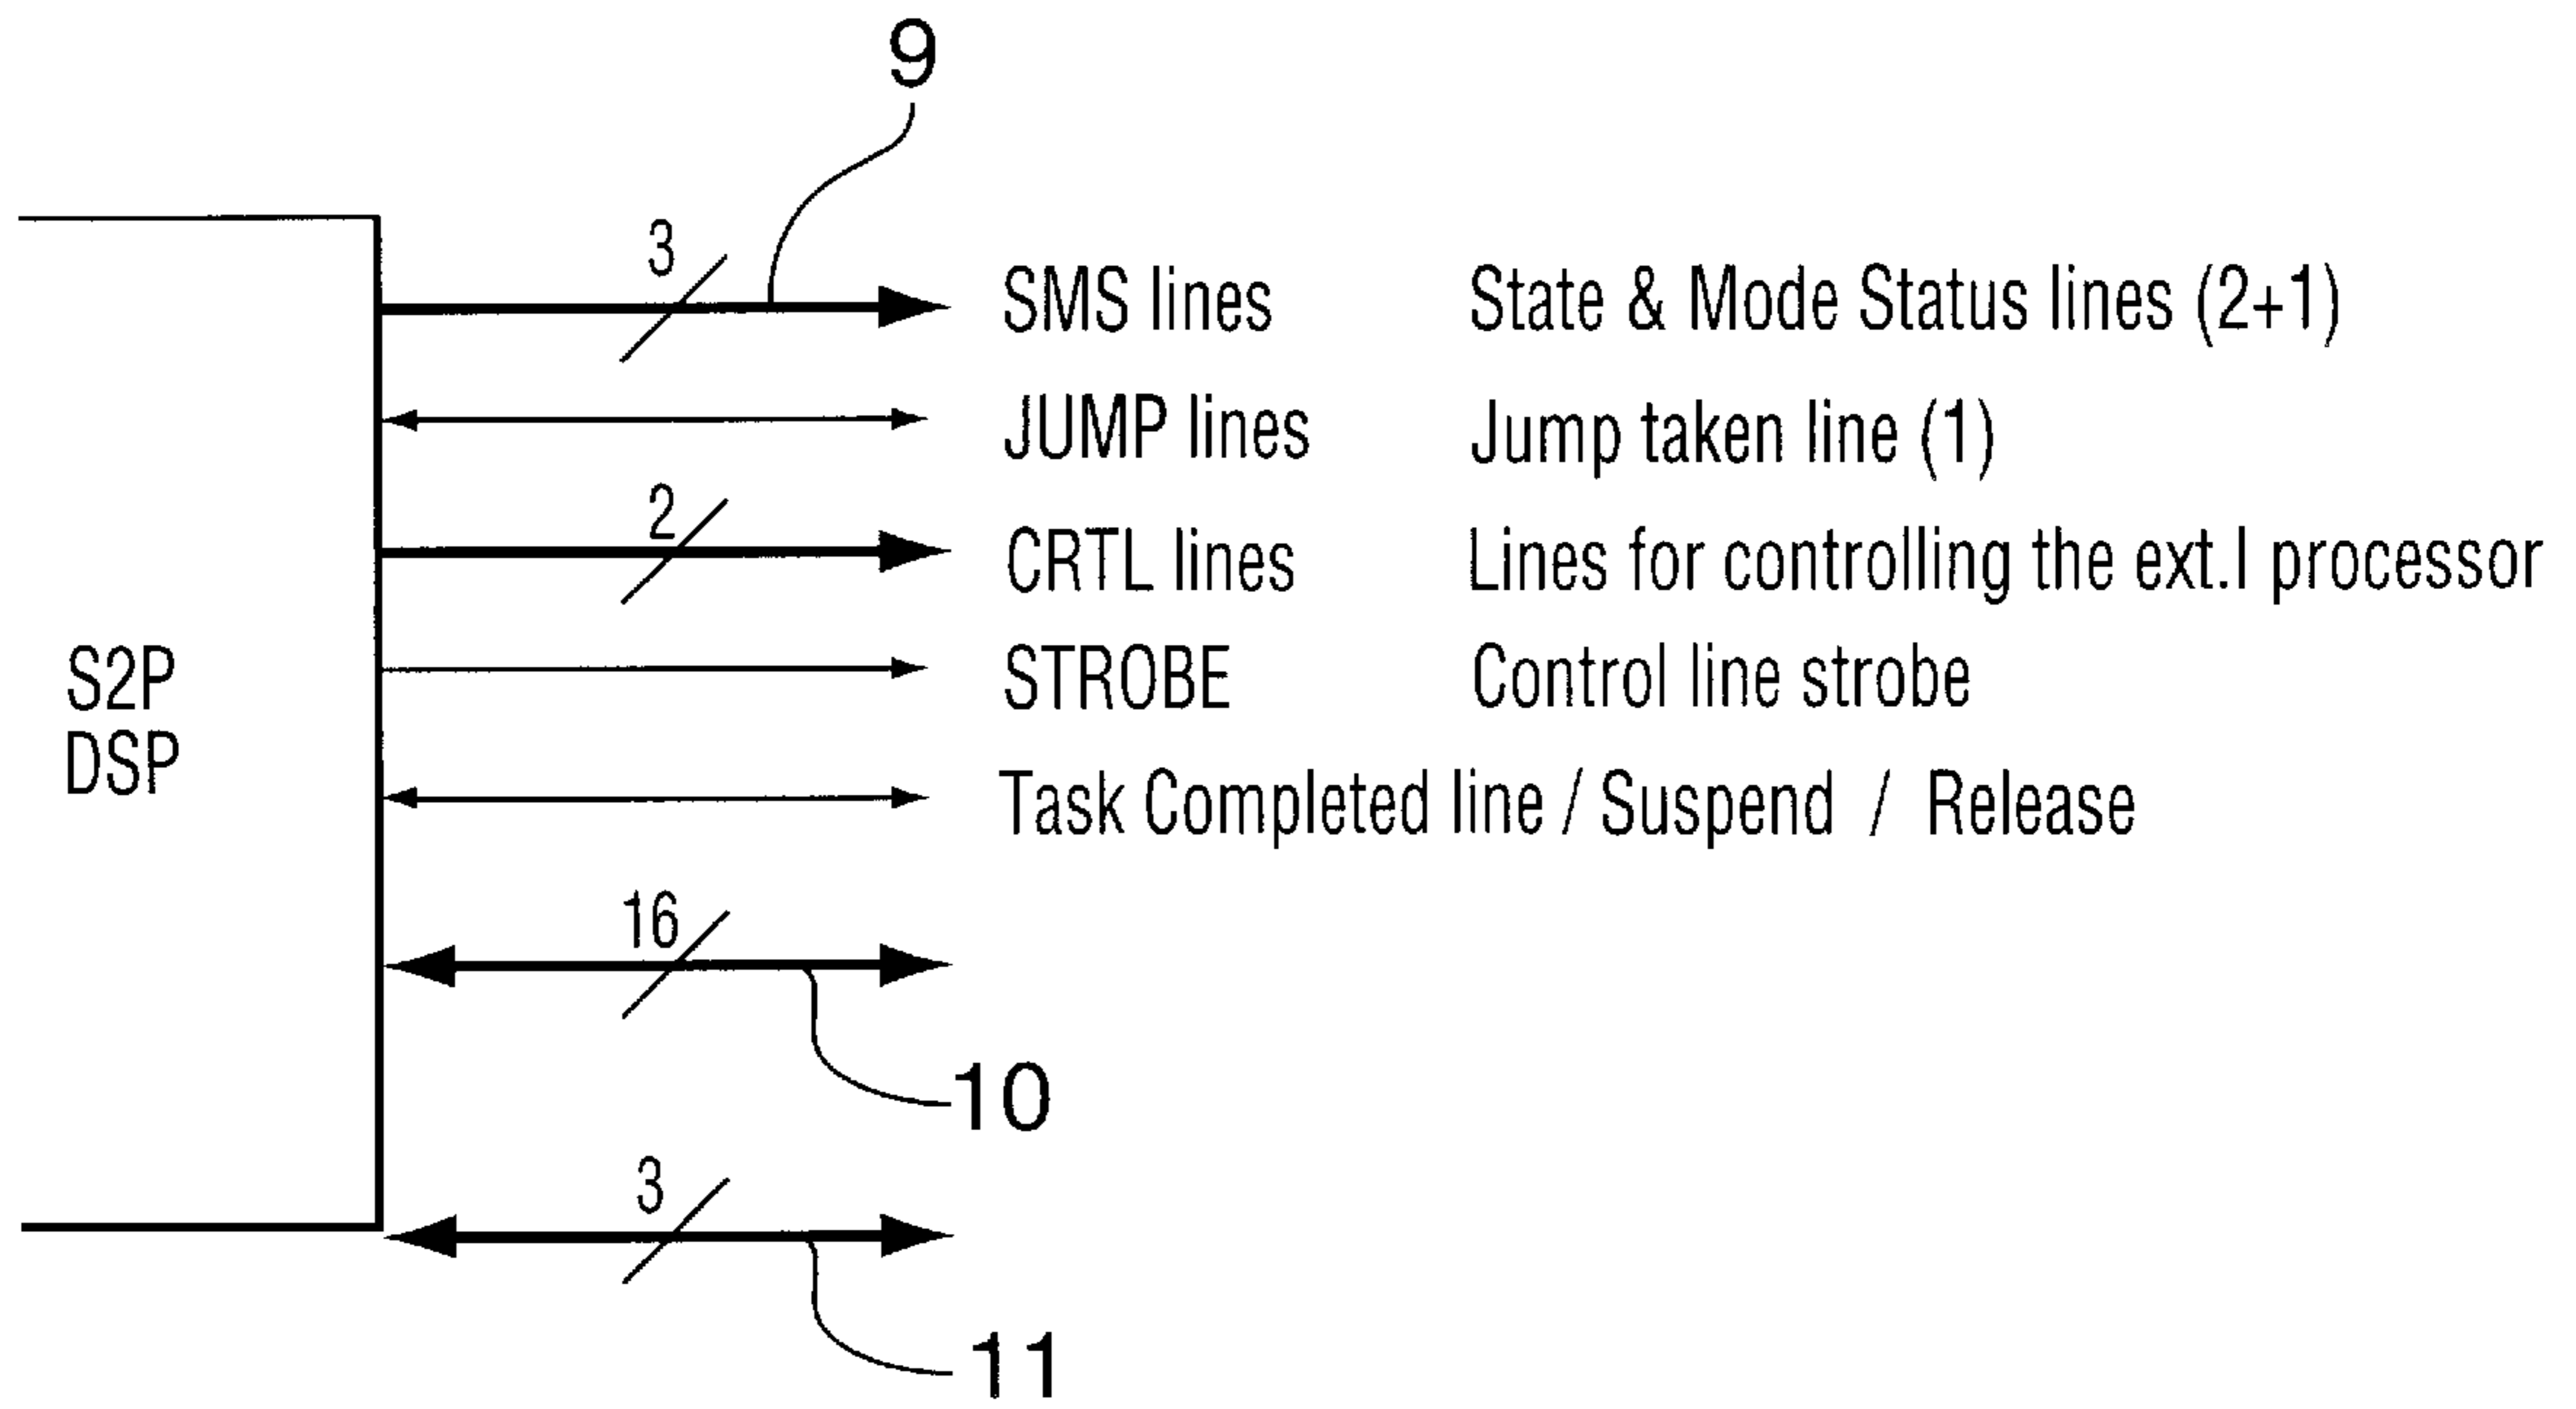 9
3
SMS lines State & Mode Status lines (2+1)
JUMP lines Jump taken line (1)
2
CRTL lines Lines for controlling the ext.l processor
STROBE Control line strobe
S2P
DSP
Task Completed line / Suspend / Release
16
10
3
11